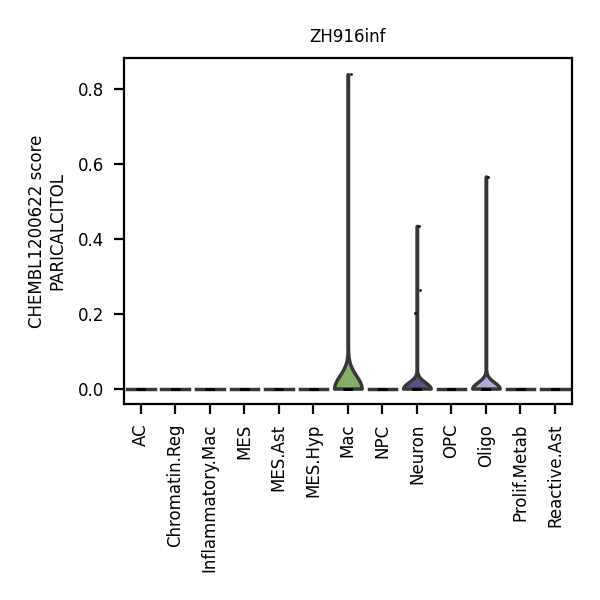 ZH916inf
CHEMBL1200622 score
PARICALCITOL
0.8
0.6
0.4
0.2
0.0
AC
Chromatin.Reg
Inflammatory.Mac
MES
MES.Ast
MES.Hyp
Mac
NPC
Neuron
OPC
Oligo
Prolif.Metab
Reactive.Ast